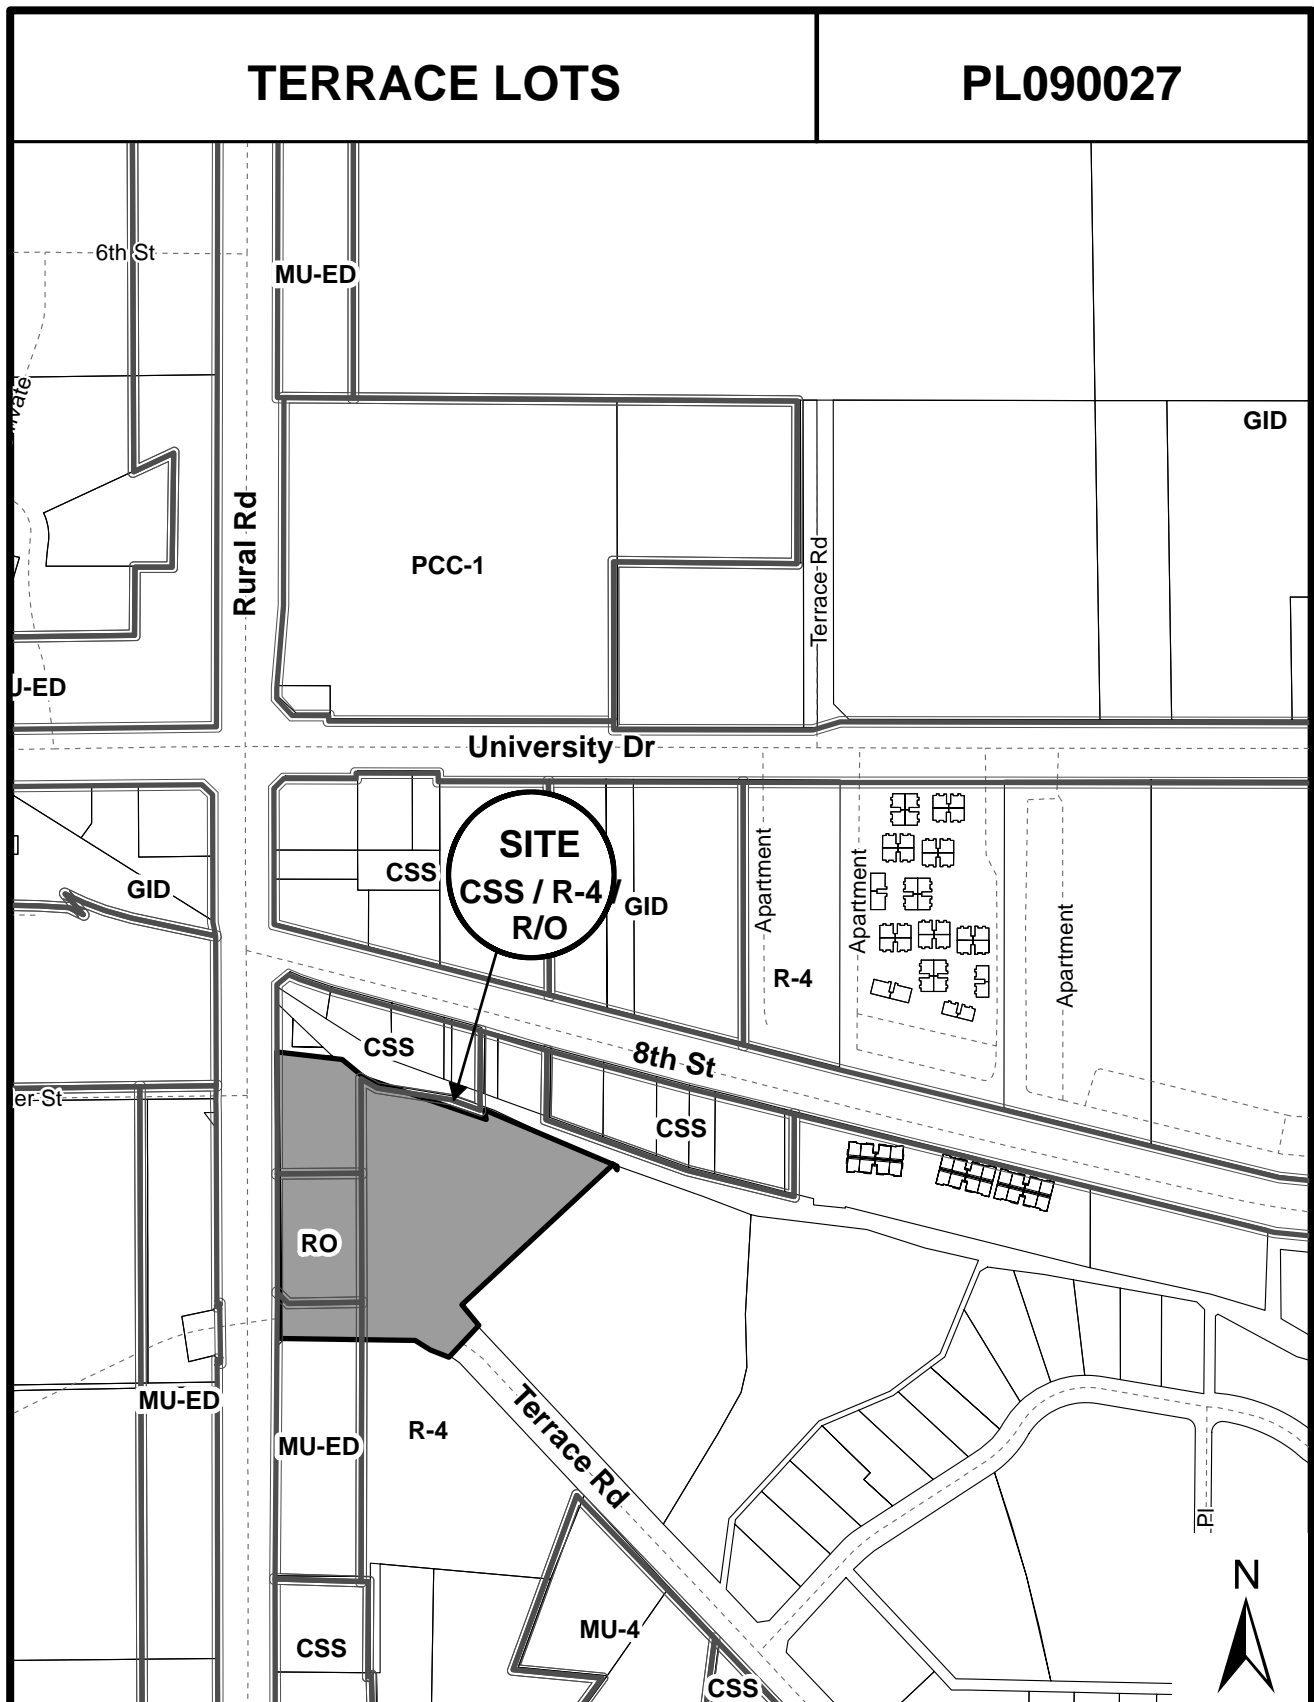 TERRACE LOTS
PL090027
6th St
MU-ED
GID
Rural Rd
PCC-1
Terrace Rd
J-ED
University Dr
SITE
CSS / R-4 /
R/O
CSS
GID
GID
Apartment
Apartment
Apartment
R-4
CSS
8th St
er St
CSS
RO
MU-ED
MU-ED
R-4
Terrace Rd
Pl
N
MU-4
CSS
CSS